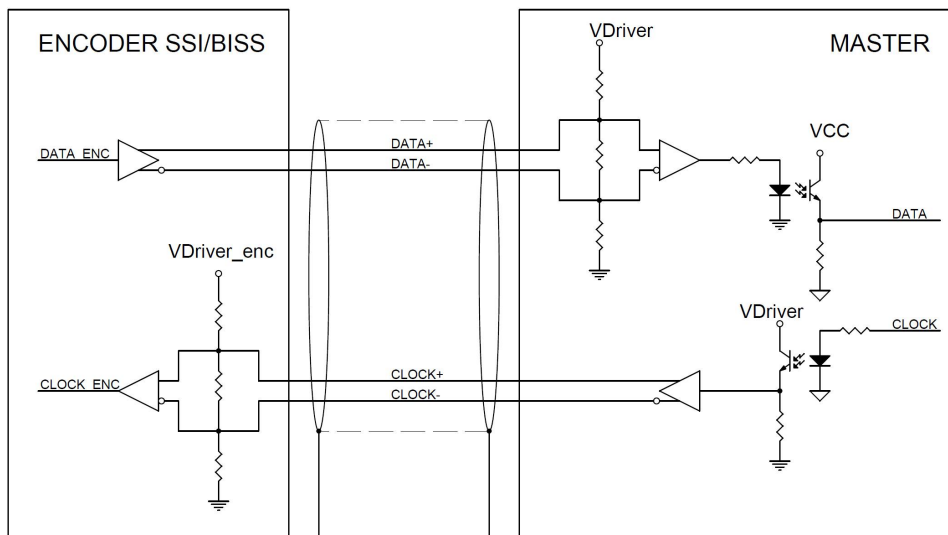 ENCODER SSI/BISS
VDriver
MASTER
DATA+
VCC
DATA_ENC
DATA-
DATA
VDriver_enc
VDriver
CLOCK
CLOCK+
CLOCK_ENC
CLOCK-